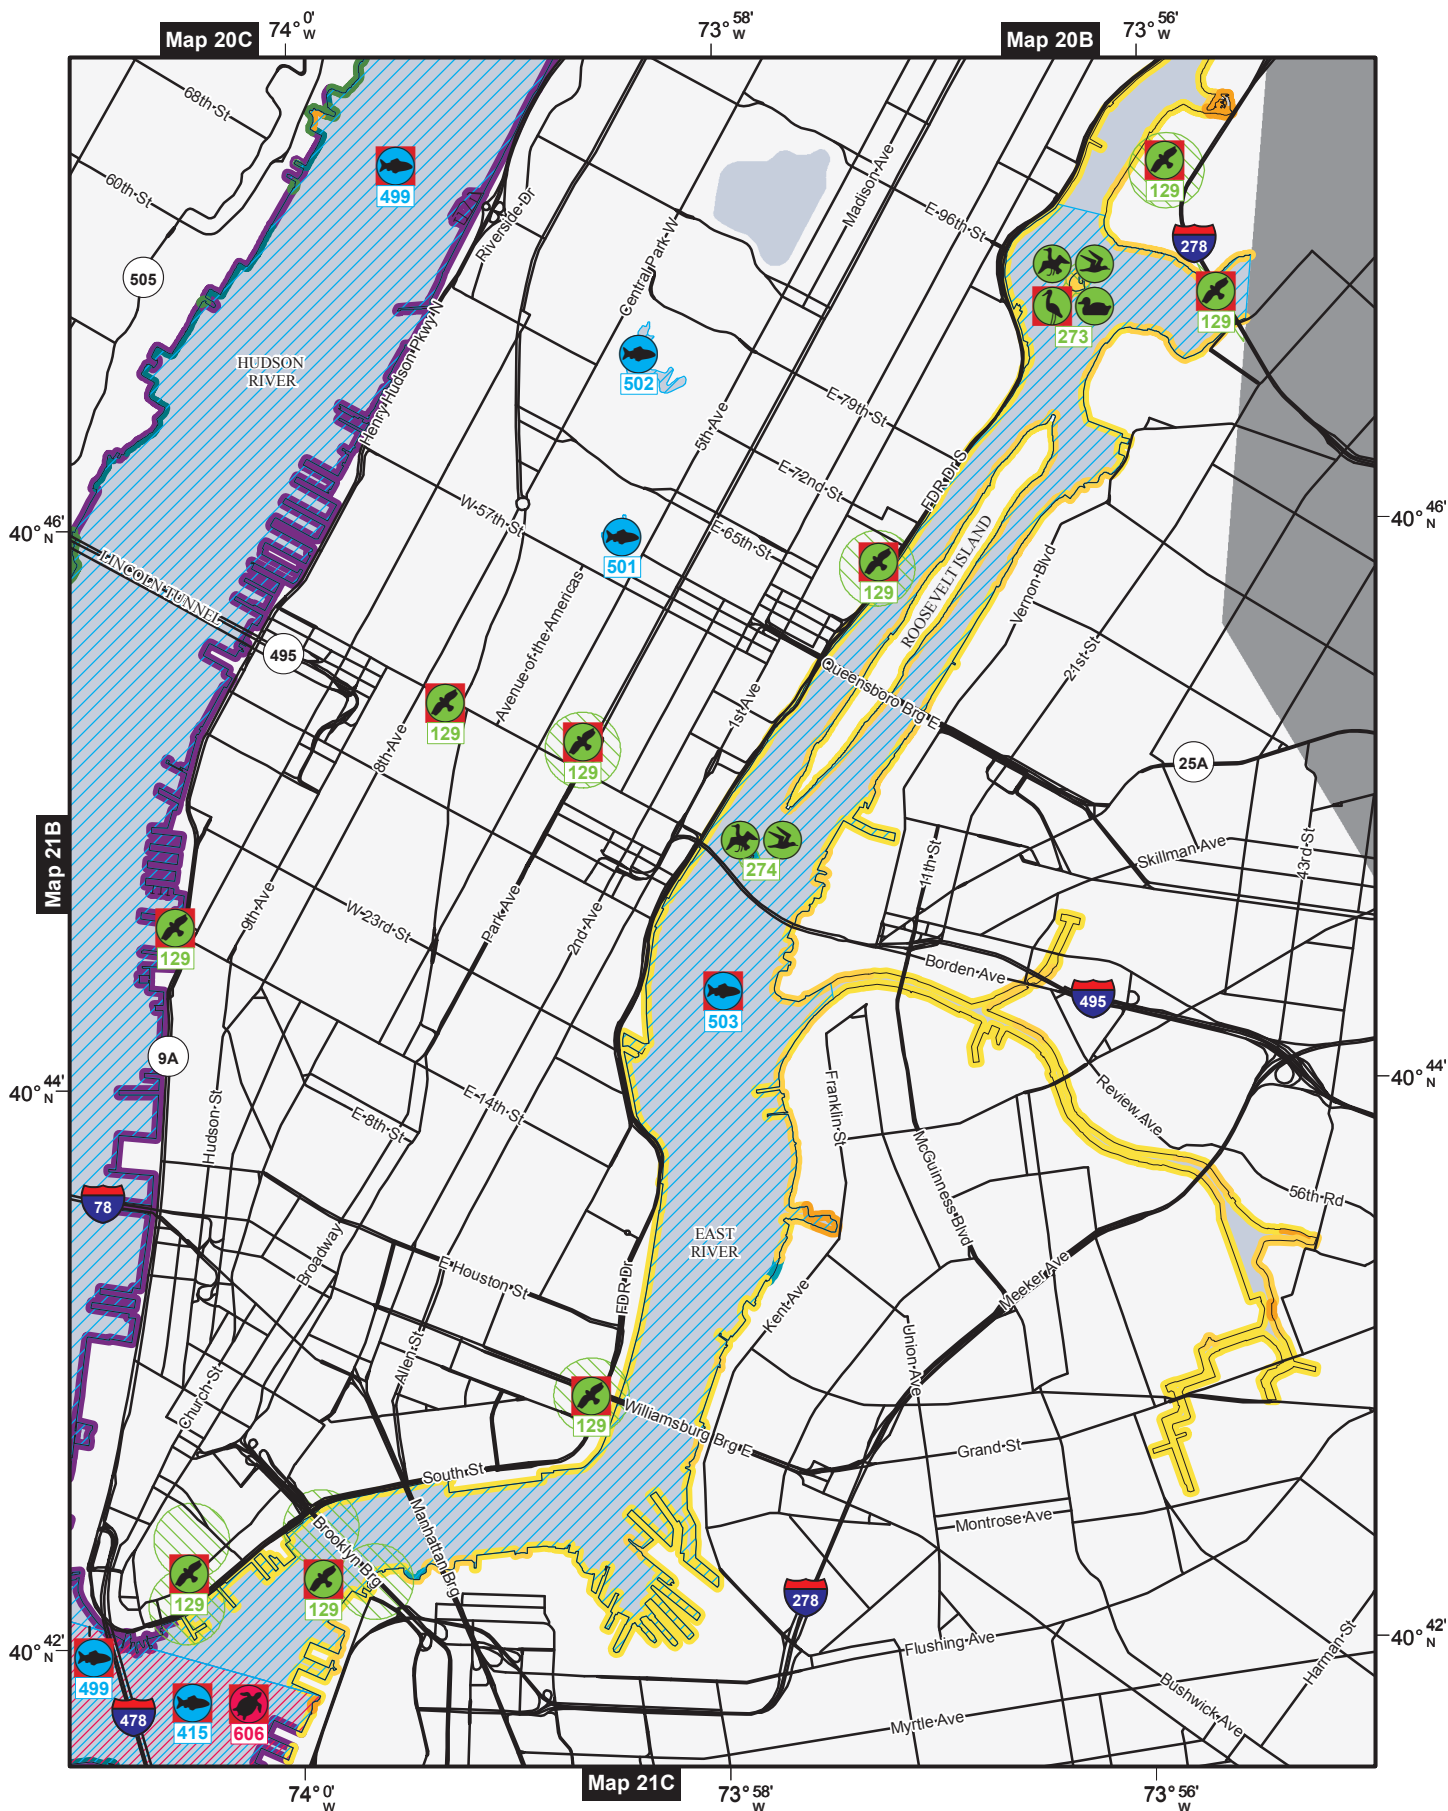 Map 20C
74° 0' W
73° 58' W
Map 20B
73° 56' W
68th St
60th St
499
505
Riverside Dr
Central Park W
Madison Ave
E 96th St
129
278
129
273
HUDSON
RIVER
Henry Hudson Pkwy N
502
5th Ave
E 79th St
E 72nd St
FDR Dr S
W 57th St
E 65th St
40° 46' N
40° 46' N
501
129
LINCOLN TUNNEL
495
Avenue of the Americas
ROOSEVELT ISLAND
Vernon Blvd
21st St
Queensboro Brg E
1st Ave
129
8th Ave
129
25A
Map 21B
274
11th St
Skillman Ave
43rd St
9th Ave
W 23rd St
Park Ave
2nd Ave
129
Borden Ave
495
503
9A
40° 44' N
40° 44' N
Hudson St
E 8th St
E 14th St
Franklin St
McGuinness Blvd
Review Ave
56th Rd
78
EAST
RIVER
Broadway
E Houston St
FDR Dr
Kent Ave
Meeker Ave
Allen St
Union Ave
Church St
129
Williamsburg Brg E
Grand St
South St
Montrose Ave
Manhattan Brg
Brooklyn Brg
129
129
278
Flushing Ave
Harman St
40° 42' N
40° 42' N
499
478
415
606
Bushwick Ave
Myrtle Ave
74° 0' W
Map 21C
73° 58' W
73° 56' W